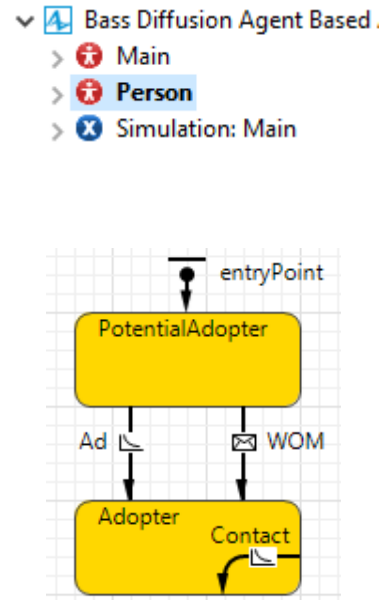 Bass Diffusion Agent Based
Main
Person
Simulation: Main
entryPoint
PotentialAdopter
Ad
WOM
Adopter
Contact